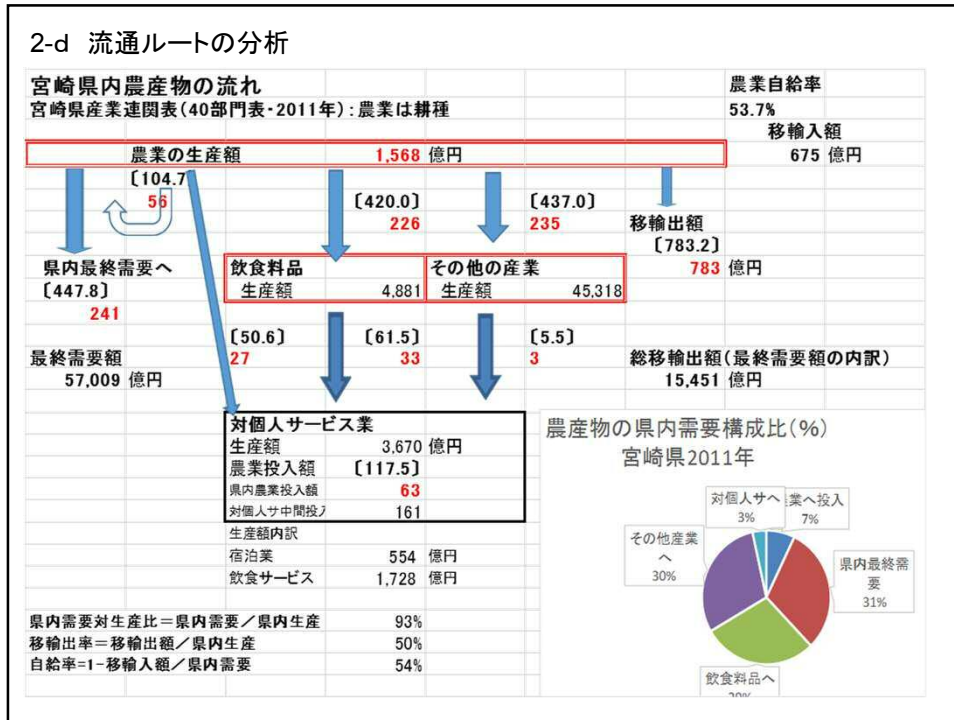 2-d 流通ルートの分析
宮崎県内農産物の流れ 農業自給率
宮崎県産業連関表(40部門表・2011年):農業は耕種 53.7%
移輸入額
農業の生産額 1,568 億円 675 億円
〔104.7
56 〔420.0〕 〔437.0〕
226 235 移輸出額
〔783.2〕
県内最終需要へ 飲食料品 その他の産業 783 億円
〔447.8〕 生産額 4,881 生産額 45,318
241
〔50.6〕 〔61.5〕 〔5.5〕
最終需要額 27 33 3 総移輸出額(最終需要額の内訳)
57,009 億円 15,451 億円
対個人サービス業
生産額 3,670 億円
農業投入額 〔117.5〕
県内農業投入額 63
対個人サ中間投 161
生産額内訳
宿泊業 554 億円
飲食サービス 1,728 億円
県内需要対生産比=県内需要/県内生産 93%
移輸出率=移輸出額/県内生産 50%
自給率=1-移輸入額/県内需要 54%
農産物の県内需要構成比(%)
宮崎県2011年
対個人サへ
3%
業へ投入
7%
その他産業
へ
30%
県内最終需
要
31%
飲食料品へ